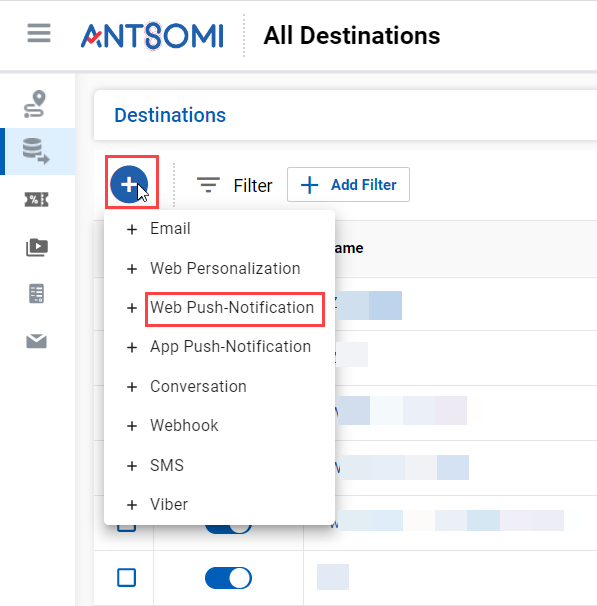 ANTSOMI
All Destinations
Destinations
Filter
Add Filter
Email
Web Personalization
Web Push-Notification
App Push-Notification
Conversation
Webhook
SMS
Viber
ame